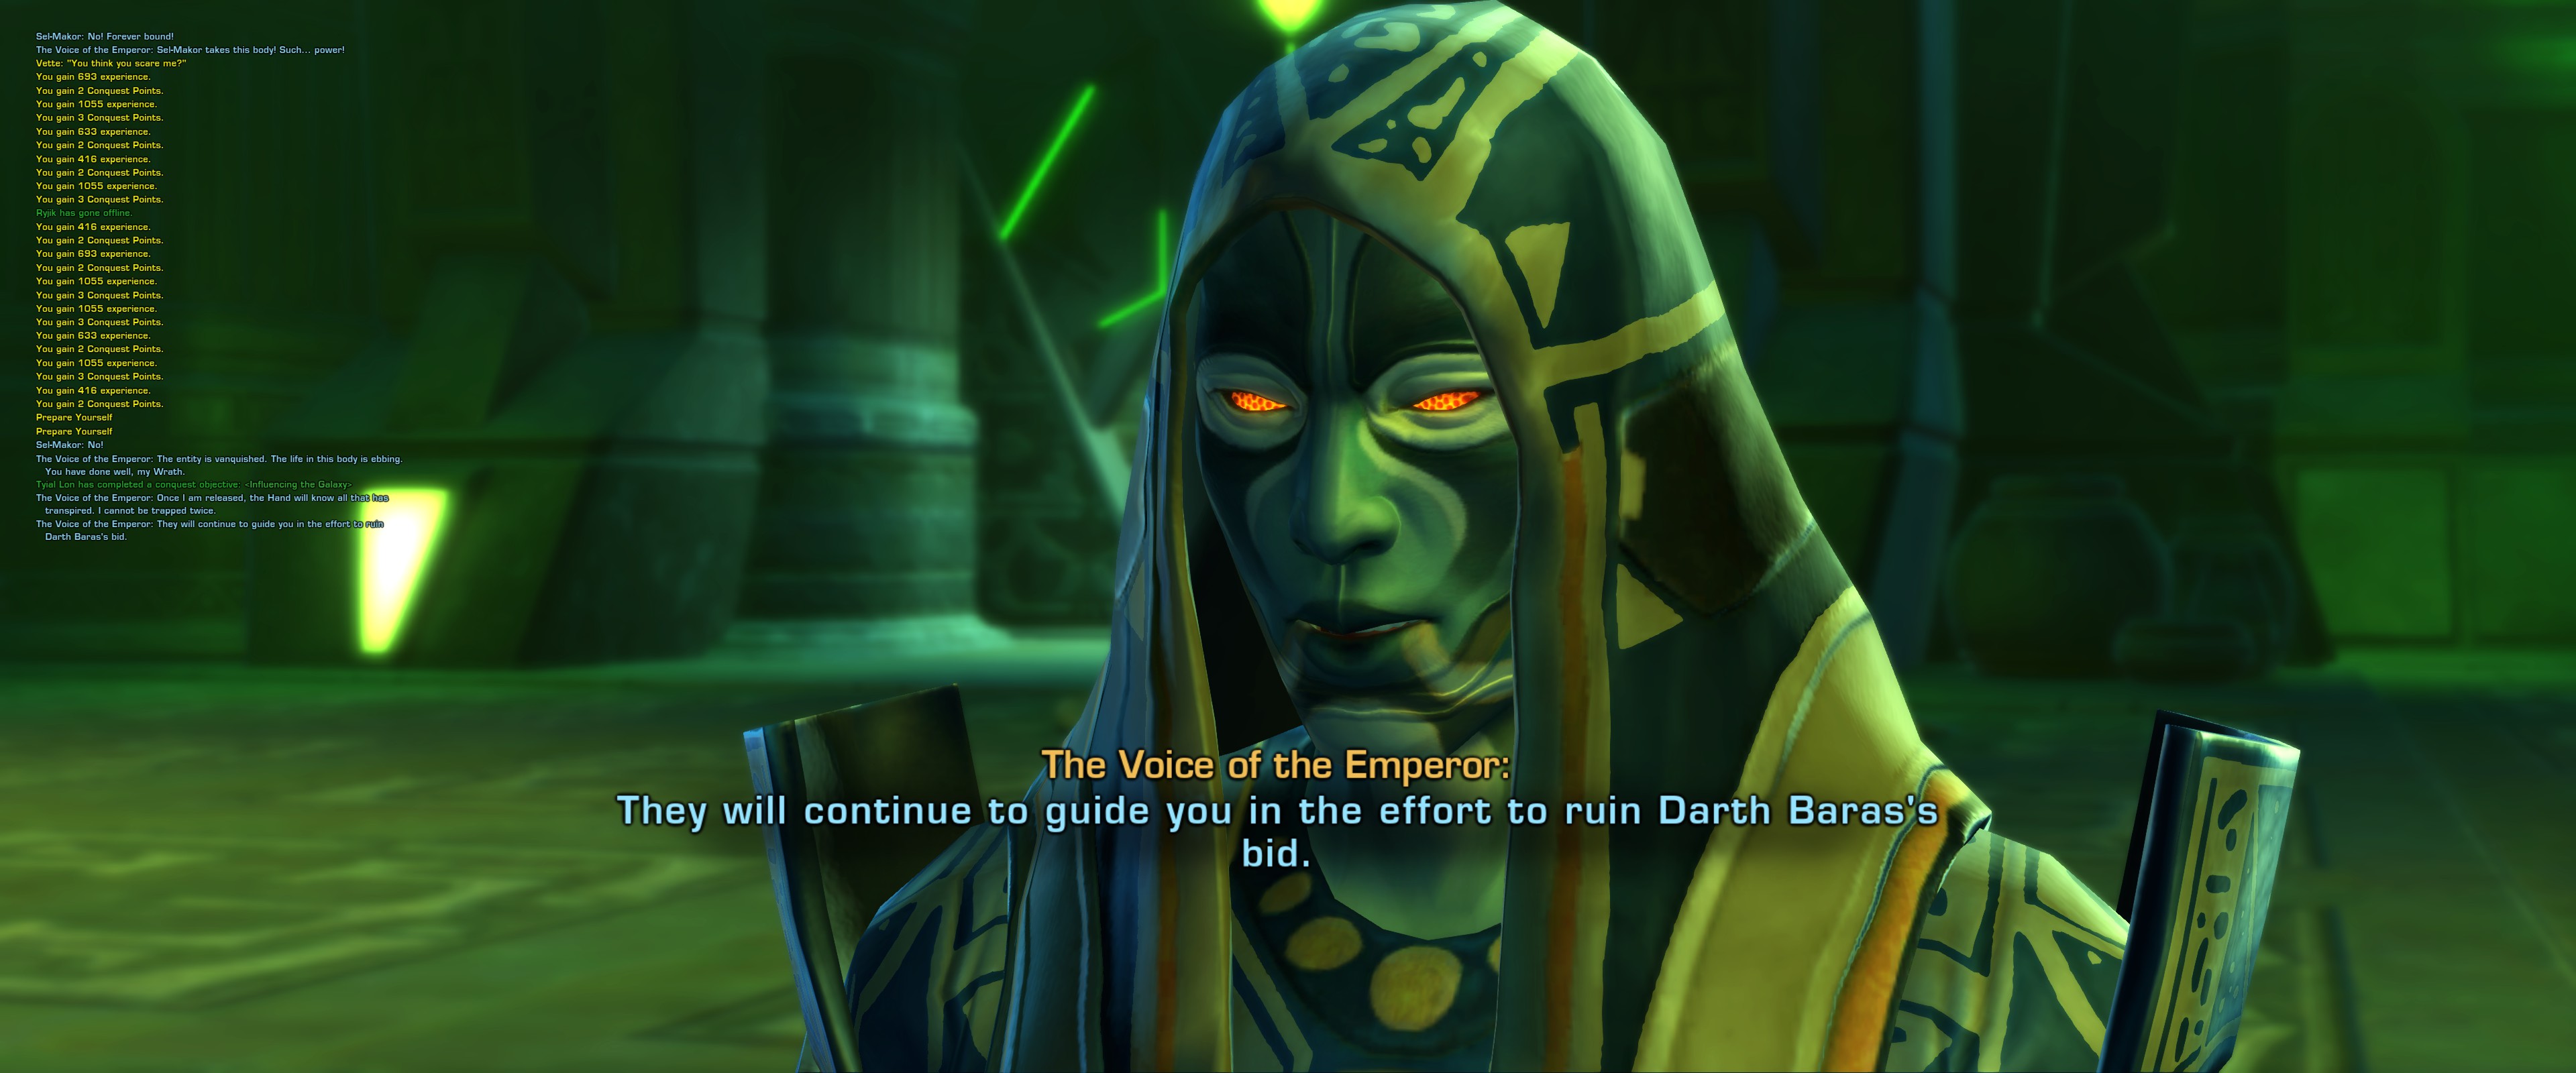 Sel-Makor: No! Forever bound!
The Voice of the Emperor: Sel-Makor takes this body! Such... power!
Vette: "You think you scare me?"
You gain 693 experience.
You gain 2 Conquest Points.
You gain 1055 experience.
You gain 3 Conquest Points.
You gain 633 experience.
You gain 2 Conquest Points.
You gain 416 experience.
You gain 2 Conquest Points.
You gain 1055 experience.
You gain 3 Conquest Points.
Ryjik has gone offline.
You gain 416 experience.
You gain 2 Conquest Points.
You gain 693 experience.
You gain 2 Conquest Points.
You gain 1055 experience.
You gain 3 Conquest Points.
You gain 1055 experience.
You gain 3 Conquest Points.
You gain 633 experience.
You gain 2 Conquest Points.
You gain 1055 experience.
You gain 3 Conquest Points.
You gain 416 experience.
You gain 2 Conquest Points.
Prepare Yourself
Prepare Yourself
Sel-Makor: No!
The Voice of the Emperor: The entity is vanquished. The life in this body is ebbing.
You have done well, my Wrath.
Tyial Lon has completed a conquest objective: <Influencing the Galaxy>
The Voice of the Emperor: Once I am released, the Hand will know all that has
transpired. I cannot be trapped twice.
The Voice of the Emperor: They will continue to guide you in the effort to ruin
Darth Baras's bid.
The Voice of the Emperor:
They will continue to guide you in the effort to ruin Darth Baras's
bid.